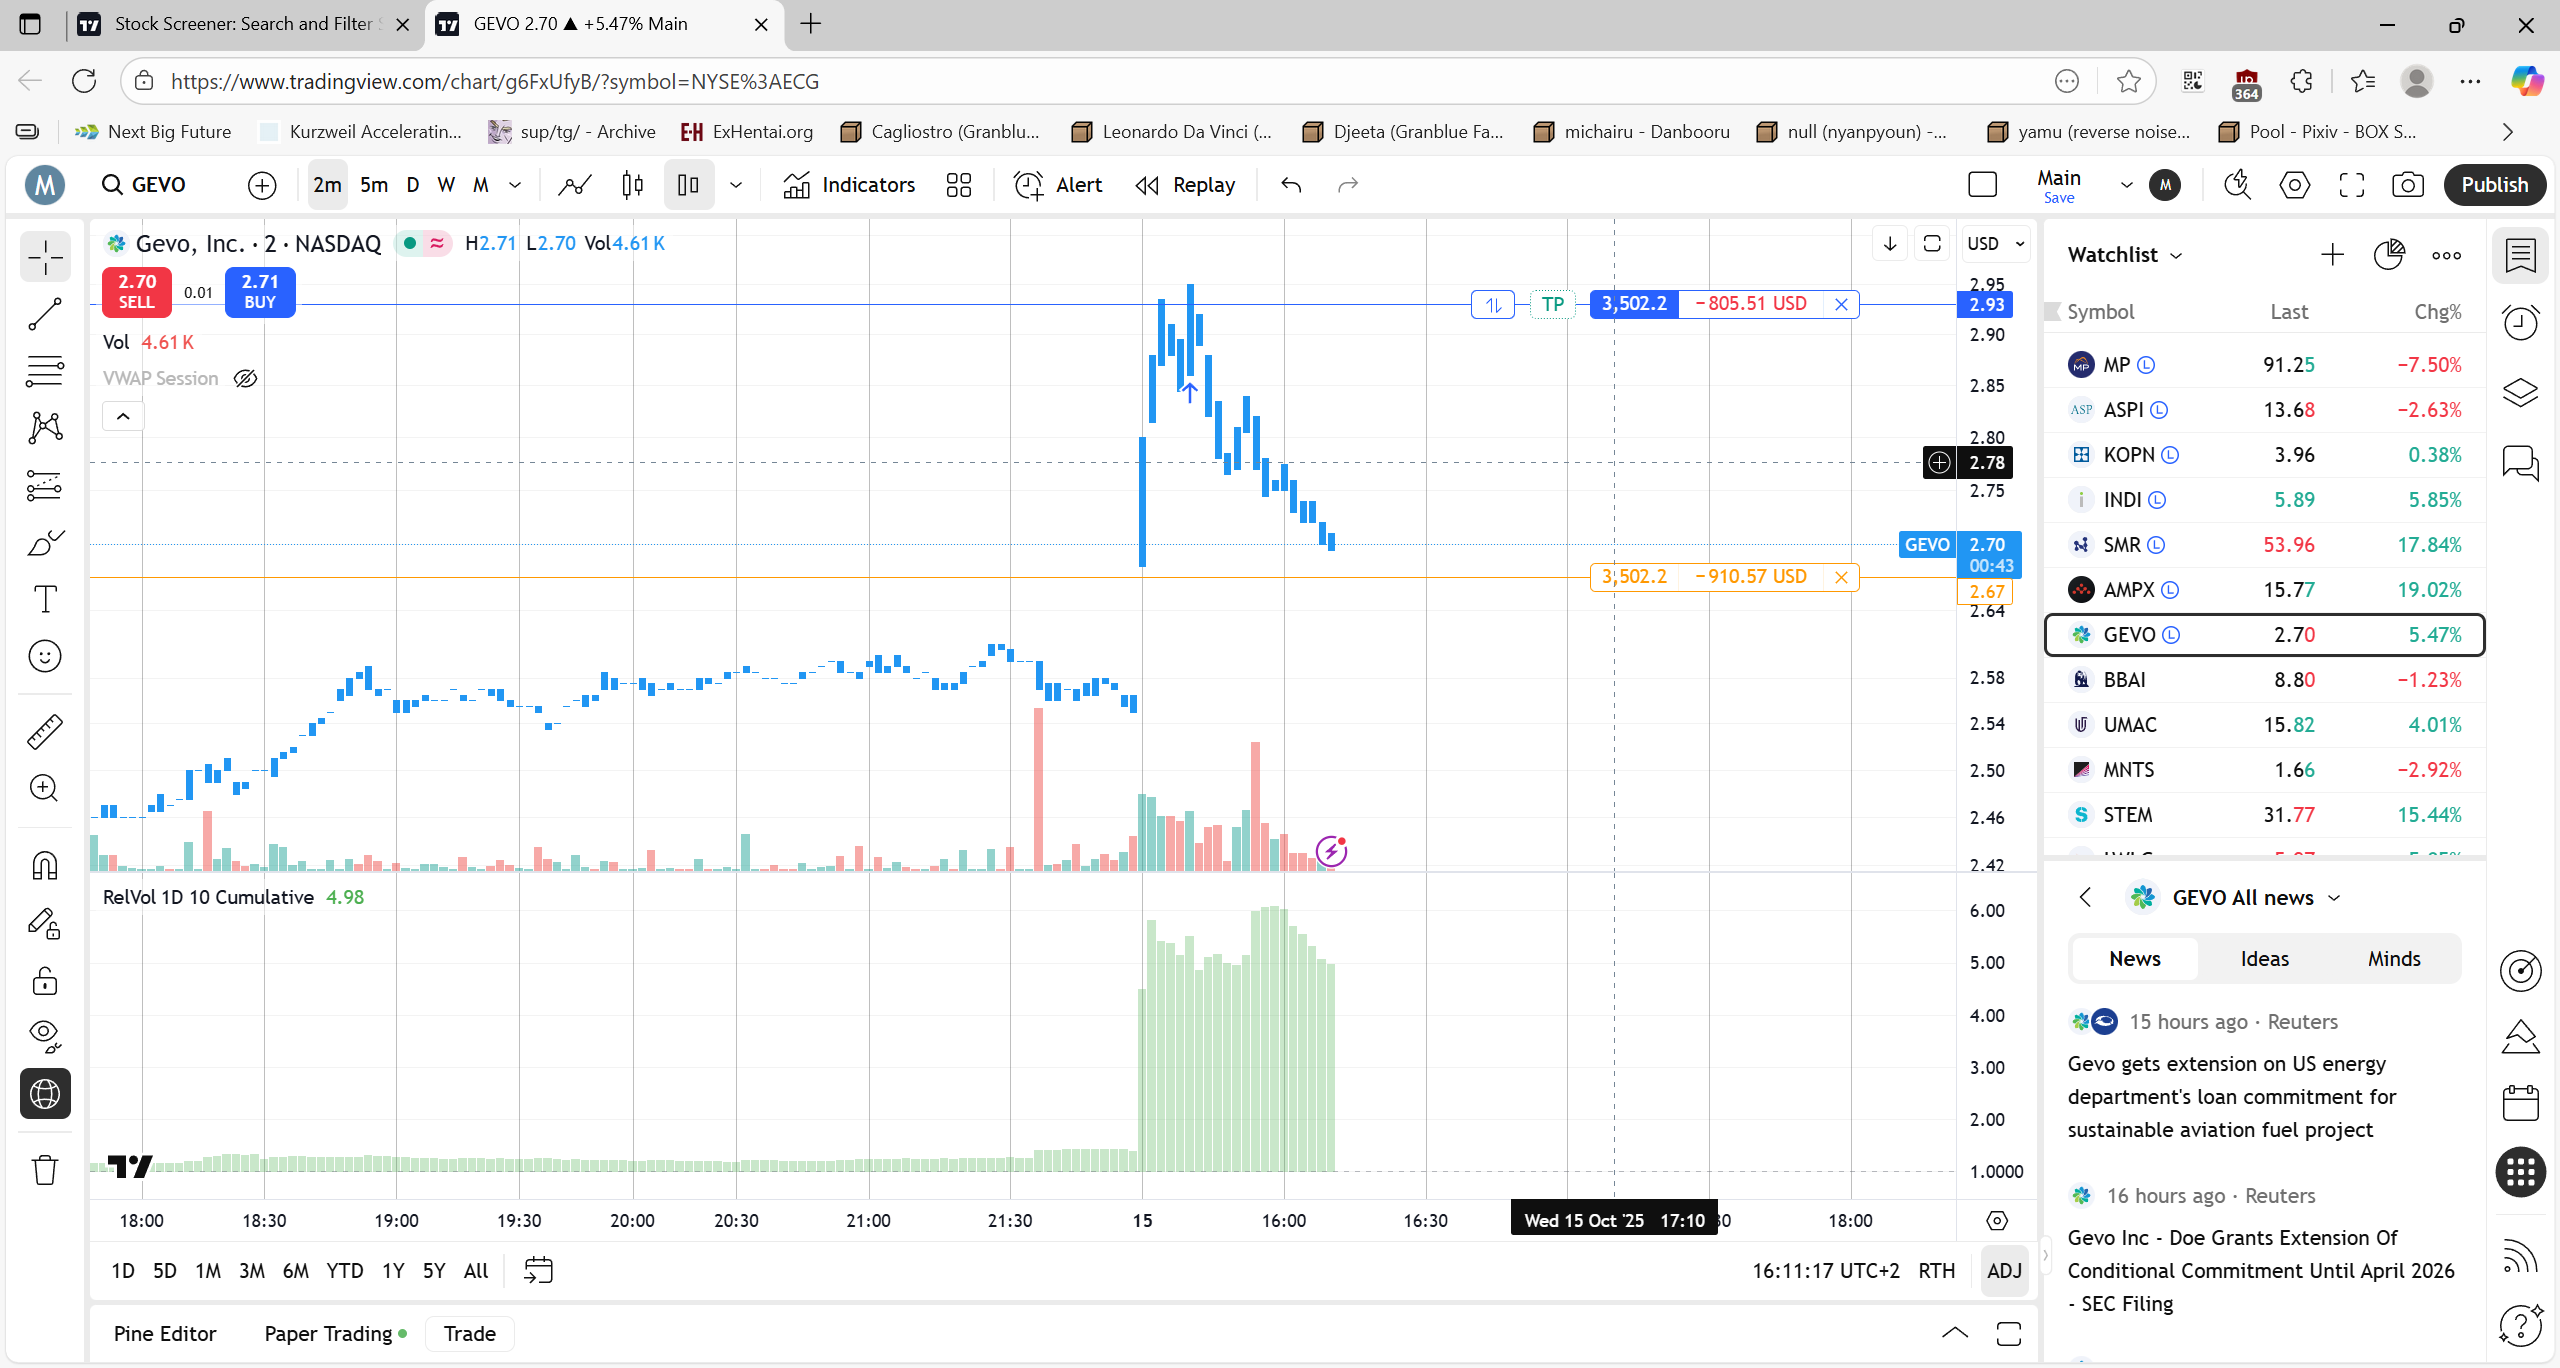 Stock Screener: Search and Filter
GEVO 2.70 ▲ +5.47% Main
https://www.tradingview.com/chart/g6FxUfyB/?symbol=NYSE%3AECG
364
Next Big Future
Kurzweil Acceleratin...
sup/tg/ - Archive
EH ExHentai.org
Cagliostro (Granblu...
Leonardo Da Vinci (...
Djeeta (Granblue Fa...
michairu - Danbooru
null (nyanpyoun) -...
yamu (reverse noise...
Pool - Pixiv - BOX S...
M
GEVO
2m 5m D W M
Indicators
Alert
Replay
Main
Save
M
Publish
Gevo, Inc. · 2 · NASDAQ
H2.71 L2.70 Vol4.61 K
2.70
SELL
0.01
2.71
BUY
Vol 4.61 K
VWAP Session
TP
3,502.2 −805.51 USD
3,502.2 −910.57 USD
USD
2.95
2.93
2.90
2.85
2.80
2.78
2.75
GEVO 2.70
00:43
2.67
2.64
2.58
2.54
2.50
2.46
2.42
RelVol 1D 10 Cumulative 4.98
6.00
5.00
4.00
3.00
2.00
1.0000
18:00 18:30 19:00 19:30 20:00 20:30 21:00 21:30 15 16:00 16:30 Wed 15 Oct '25 17:10 18:00
1D 5D 1M 3M 6M YTD 1Y 5Y All
16:11:17 UTC+2 RTH ADJ
Pine Editor
Paper Trading
Trade
Watchlist
Symbol Last Chg%
MP L 91.25 −7.50%
ASPI L 13.68 −2.63%
KOPN L 3.96 0.38%
INDI L 5.89 5.85%
SMR L 53.96 17.84%
AMPX L 15.77 19.02%
GEVO L 2.70 5.47%
BBAI 8.80 −1.23%
UMAC 15.82 4.01%
MNTS 1.66 −2.92%
STEM 31.77 15.44%
GEVO All news
News Ideas Minds
15 hours ago · Reuters
Gevo gets extension on US energy
department's loan commitment for
sustainable aviation fuel project
16 hours ago · Reuters
Gevo Inc - Doe Grants Extension Of
Conditional Commitment Until April 2026
- SEC Filing